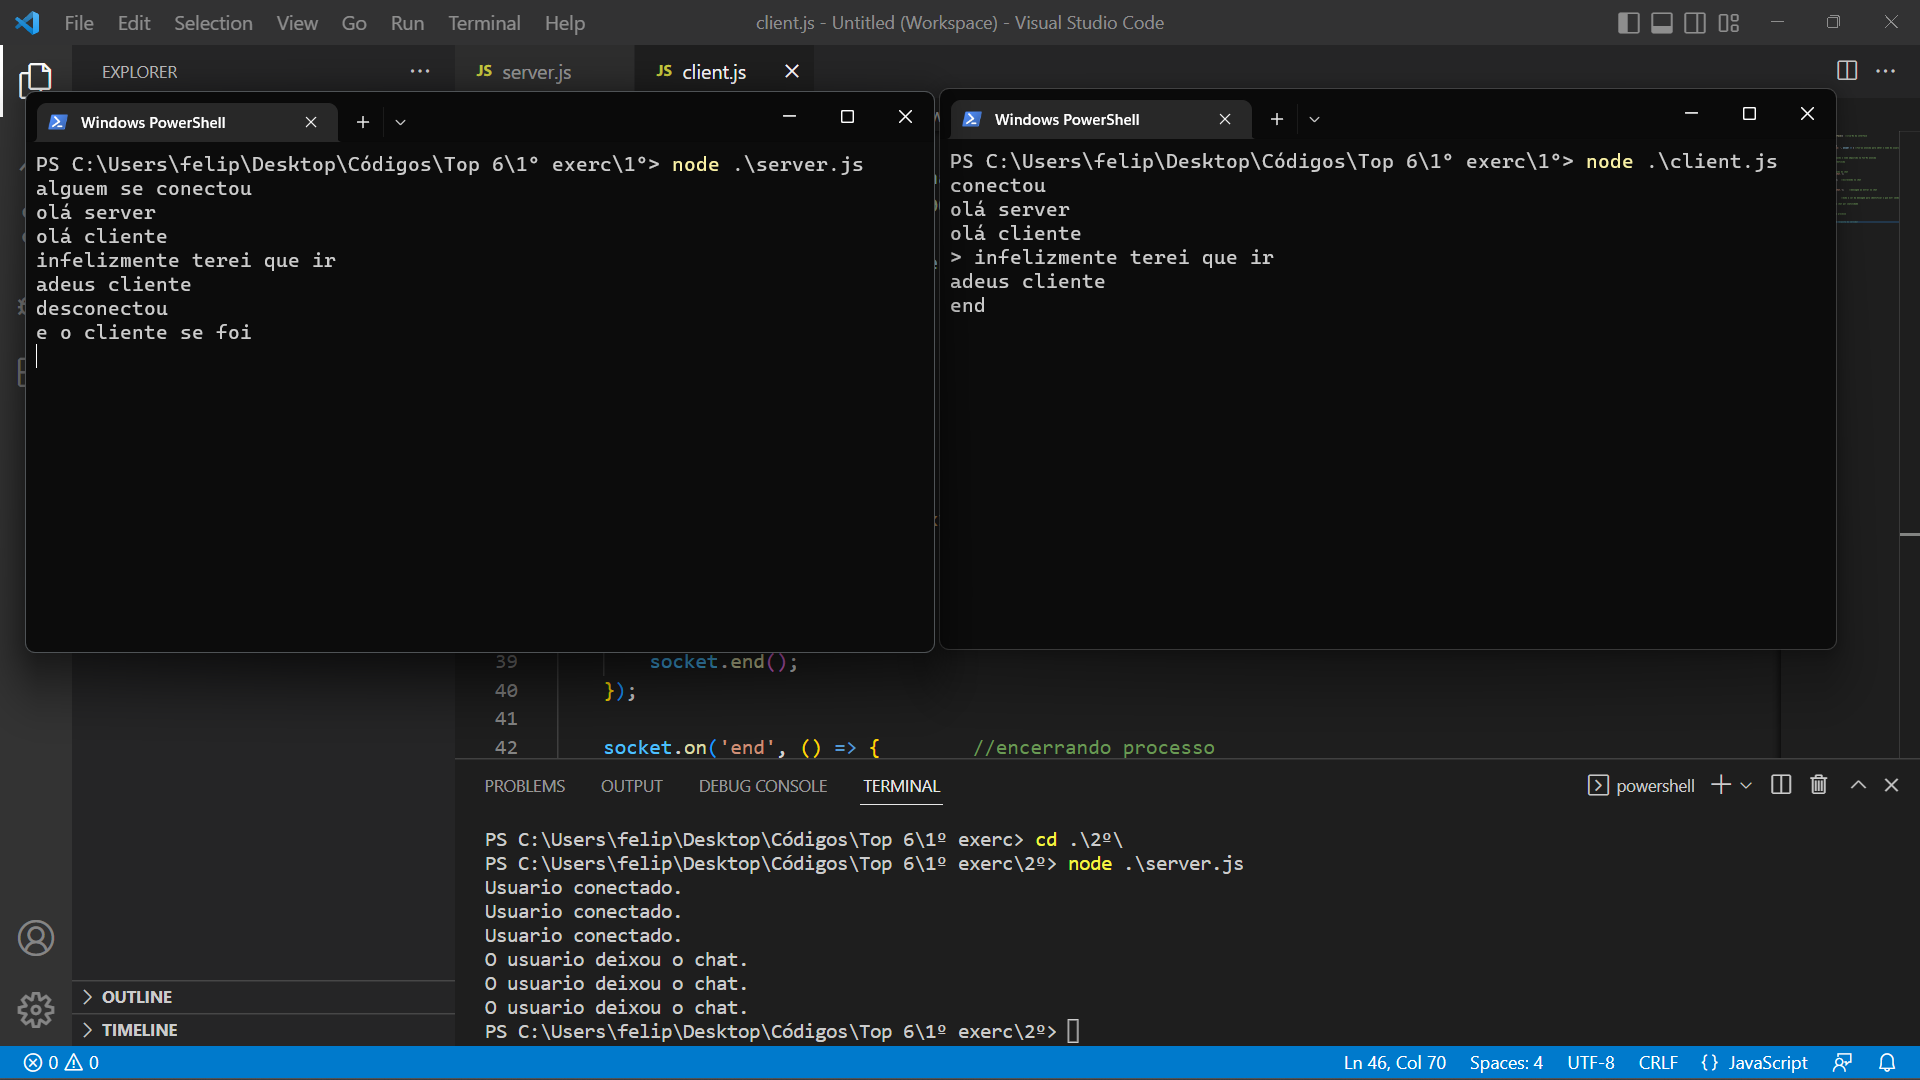 File Edit Selection View Go Run Terminal Help
client.js - Untitled (Workspace) - Visual Studio Code
EXPLORER
JS server.js
JS client.js
Windows PowerShell
PS C:\Users\felip\Desktop\Códigos\Top 6\1° exerc\1°> node .\server.js
alguem se conectou
olá server
olá cliente
infelizmente terei que ir
adeus cliente
desconectou
e o cliente se foi
Windows PowerShell
PS C:\Users\felip\Desktop\Códigos\Top 6\1° exerc\1°> node .\client.js
conectou
olá server
olá cliente
> infelizmente terei que ir
adeus cliente
end
39 socket.end();
40 });
41
42 socket.on('end', () => { //encerrando processo
PROBLEMS OUTPUT DEBUG CONSOLE TERMINAL
powershell
PS C:\Users\felip\Desktop\Códigos\Top 6\1º exerc> cd .\2º\
PS C:\Users\felip\Desktop\Códigos\Top 6\1º exerc\2º> node .\server.js
Usuario conectado.
Usuario conectado.
Usuario conectado.
O usuario deixou o chat.
O usuario deixou o chat.
O usuario deixou o chat.
PS C:\Users\felip\Desktop\Códigos\Top 6\1º exerc\2º>
OUTLINE
TIMELINE
0 0
Ln 46, Col 70 Spaces: 4 UTF-8 CRLF {} JavaScript